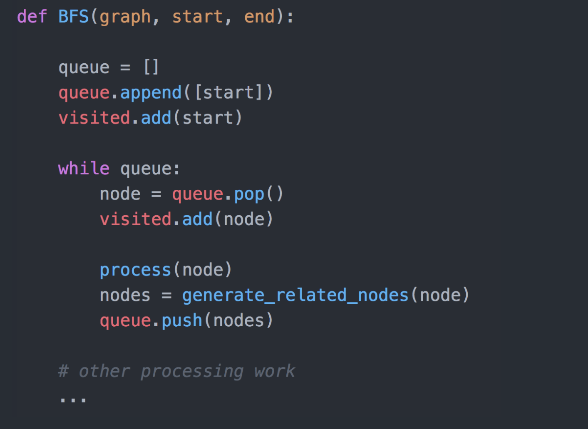 def BFS(graph, start, end):
queue = []
queue.append([start])
visited.add(start)
while queue:
node = queue.pop()
visited.add(node)
process(node)
nodes = generate_related_nodes(node)
queue.push(nodes)
# other processing work
...